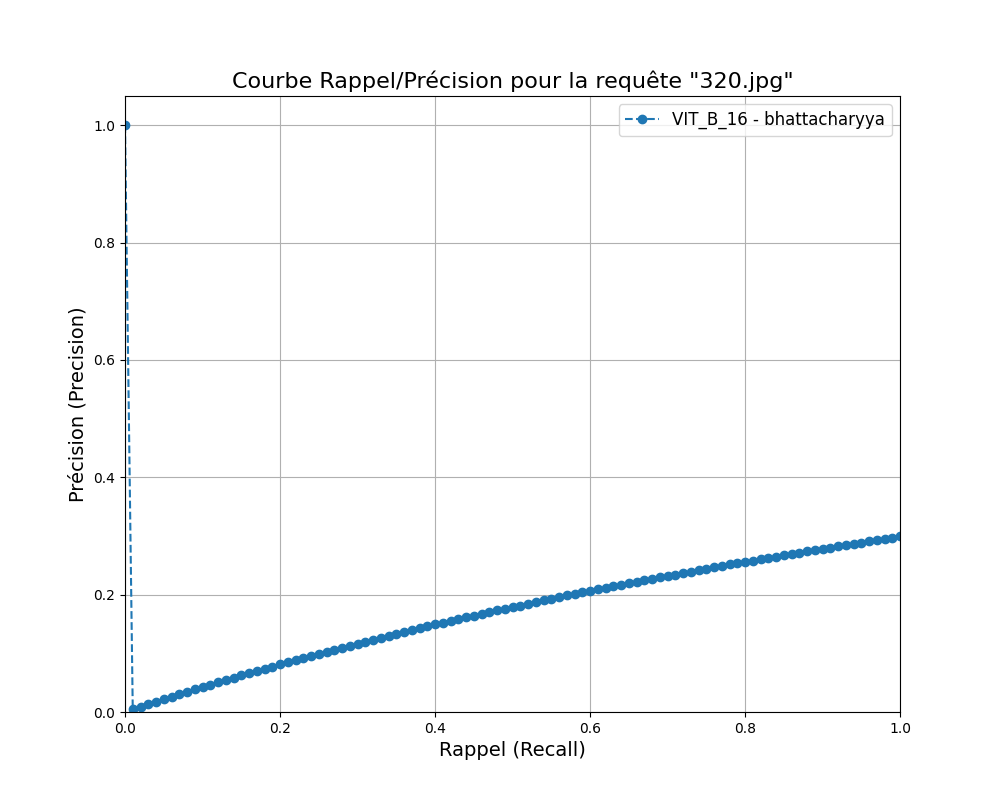 Courbe Rappel/Précision pour la requête "320.jpg"
VIT_B_16 - bhattacharyya
1.0
0.8
0.6
0.4
0.2
0.0
Précision (Precision)
0.0 0.2 0.4 0.6 0.8 1.0
Rappel (Recall)